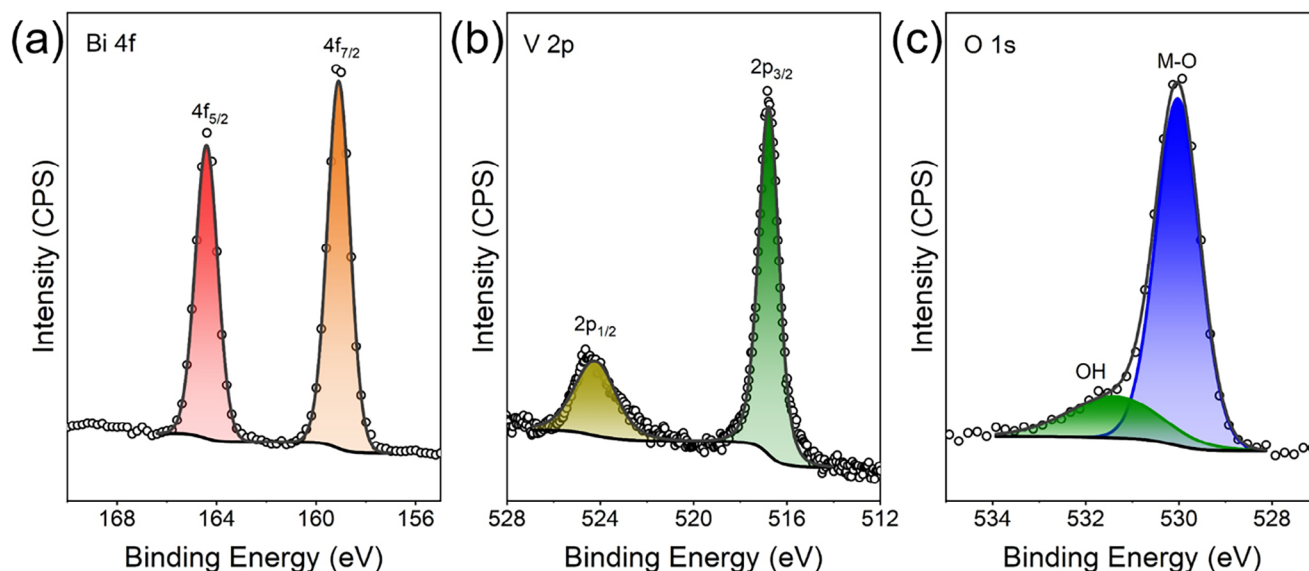 (a)
Bi 4f
4f5/2
4f7/2
Intensity (CPS)
168
164
160
156
Binding Energy (eV)
(b)
V 2p
2p1/2
2p3/2
Intensity (CPS)
528
524
520
516
512
Binding Energy (eV)
(c)
O 1s
M-O
OH
Intensity (CPS)
534
532
530
528
Binding Energy (eV)